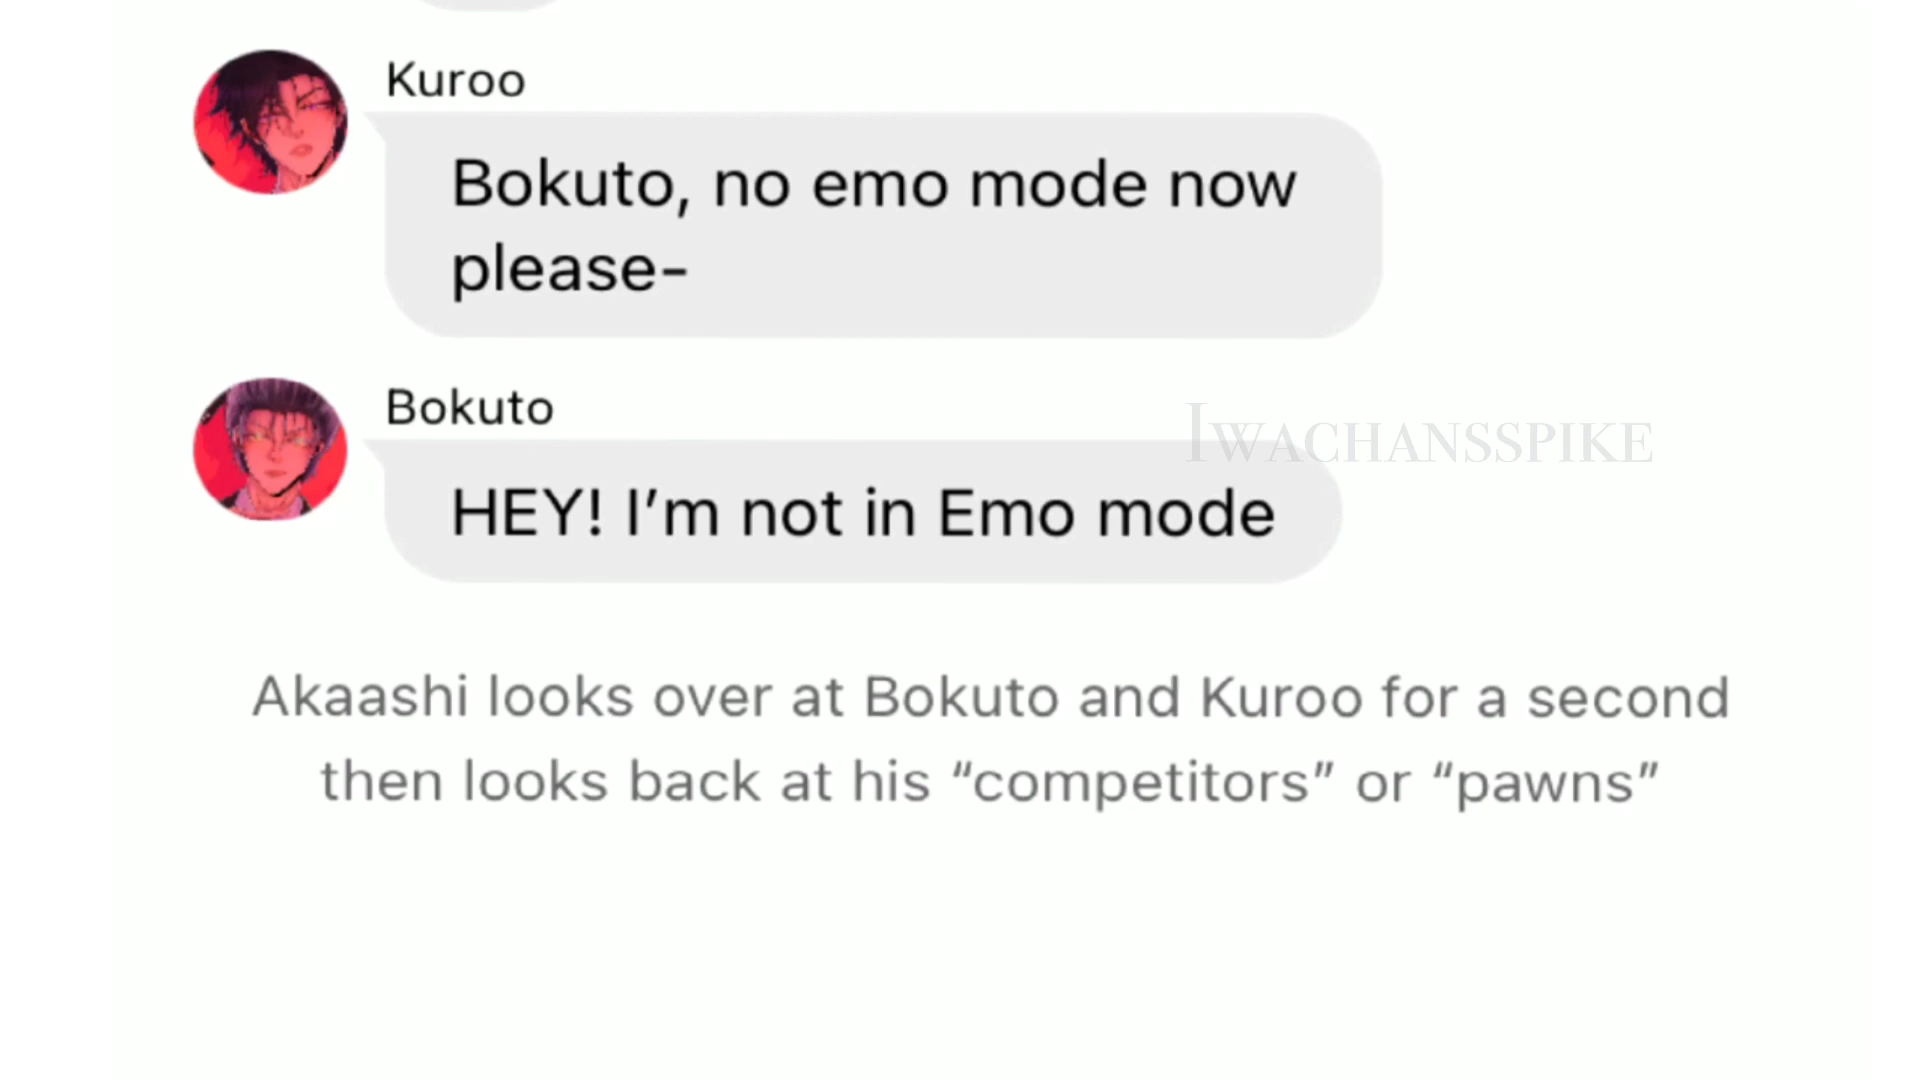 Kuroo
Bokuto, no emo mode now
please-
Bokuto
IWACHANSSPIKE
HEY! I’m not in Emo mode
Akaashi looks over at Bokuto and Kuroo for a second
then looks back at his “competitors” or “pawns”